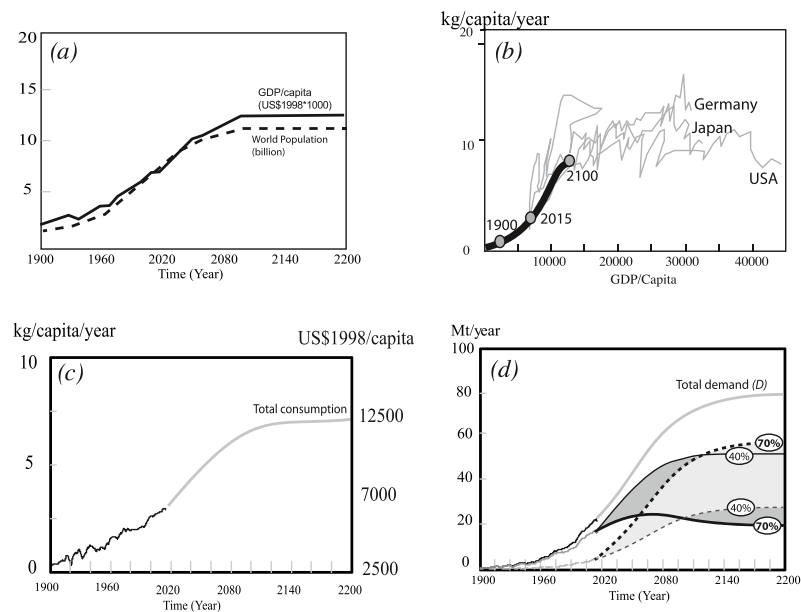 (a)
20
15
10
5
GDP/capita
(US$1998*1000)
World Population
(billion)
1900 1960 2020 2080 2140 2200
Time (Year)
kg/capita/year
(b)
20
10
0
Germany
Japan
USA
1900
2015
2100
10000 20000 30000 40000
GDP/Capita
kg/capita/year
US$1998/capita
(c)
10
5
0
Total consumption
12500
7000
2500
1900 1960 2020 2080 2140 2200
Time (Year)
Mt/year
(d)
100
80
60
40
20
0
Total demand (D)
70%
40%
40%
70%
1900 1960 2020 2080 2140 2200
Time (Year)